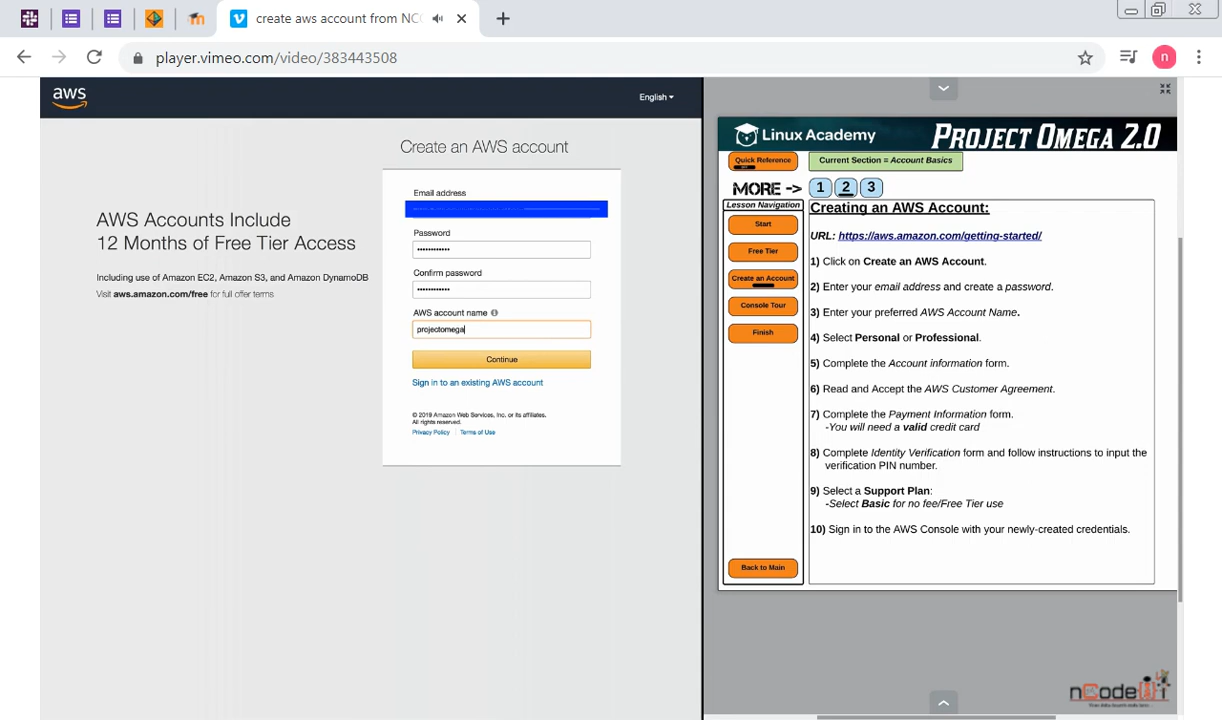 create aws account from NCO
player.vimeo.com/video/383443508
n
aws
English
Create an AWS account
AWS Accounts Include
12 Months of Free Tier Access
Including use of Amazon EC2, Amazon S3, and Amazon DynamoDB
Visit aws.amazon.com/free for full offer terms
Email address
Password
••••••••••••
Confirm password
••••••••••••
AWS account name
projectomega
Continue
Sign in to an existing AWS account
© 2019 Amazon Web Services, Inc. or its affiliates.
All rights reserved.
Privacy Policy | Terms of Use
Linux Academy
PROJECT OMEGA 2.0
Quick Reference
Current Section = Account Basics
MORE -> 1 2 3
Lesson Navigation
Start
Free Tier
Create an Account
Console Tour
Finish
Back to Main
Creating an AWS Account:
URL: https://aws.amazon.com/getting-started/
1) Click on Create an AWS Account.
2) Enter your email address and create a password.
3) Enter your preferred AWS Account Name.
4) Select Personal or Professional.
5) Complete the Account information form.
6) Read and Accept the AWS Customer Agreement.
7) Complete the Payment Information form.
-You will need a valid credit card
8) Complete Identity Verification form and follow instructions to input the
verification PIN number.
9) Select a Support Plan:
-Select Basic for no fee/Free Tier use
10) Sign in to the AWS Console with your newly-created credentials.